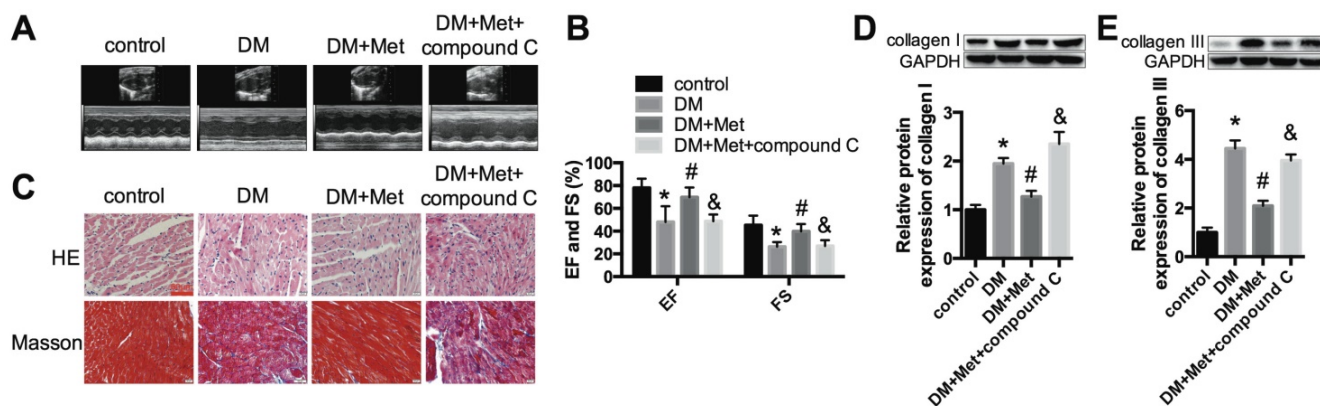 A
control
DM
DM+Met
DM+Met+
compound C
B
control
DM
DM+Met
DM+Met+compound C
EF and FS (%)
100
80
60
40
20
0
*
#
&
*
#
&
EF
FS
C
control
DM
DM+Met
DM+Met+
compound C
HE
Masson
D
collagen I
GAPDH
Relative protein
expression of collagen I
3
2
1
0
*
#
&
control
DM
DM+Met
DM+Met+compound C
E
collagen III
GAPDH
Relative protein
expression of collagen III
6
4
2
0
*
#
&
control
DM
DM+Met
DM+Met+compound C